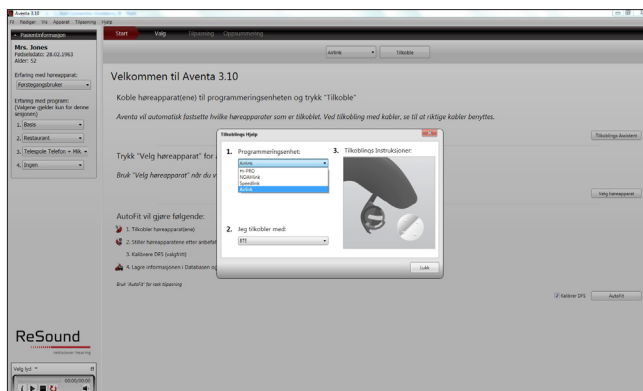 Aventa 3.10
Fil Rediger Vis Apparat Tilpasning Hjelp
Pasientinformasjon
Start Valg Tilpasning Oppsummering
Mrs. Jones
Fødselsdato: 28.02.1963
Alder: 52
Airlink
Tilkoble
Erfaring med høreapparat:
Førstegangsbruker
Erfaring med program:
(Valgene gjelder kun for denne
sesjonen)
1. Basis
2. Restaurant
3. Telespole Telefon + Mik.
4. Ingen
Velkommen til Aventa 3.10
Koble høreapparat(ene) til programmeringsenheten og trykk "Tilkoble"
Aventa vil automatisk fastsette hvilke høreapparater som er tilkoblet. Ved tilkobling med kabler, se til at riktige kabler benyttes.
Tilkoblings Assistent
Trykk "Velg høreapparat" for
Bruk "Velg høreapparat" når du v
Velg høreapparat
Tilkoblings Hjelp
1. Programmeringsenhet:
Airlink
HI-PRO
NOAHlink
Speedlink
Airlink
2. Jeg tilkobler med:
BTE
3. Tilkoblings Instruksjoner:
Lukk
AutoFit vil gjøre følgende:
1. Tilkobler høreapparat(ene)
2. Stiller høreapparatene etter anbefal
3. Kalibrere DFS (valgfritt)
4. Lagre informasjonen i Databasen og
Bruk "AutoFit" for rask tilpasning
Kalibrer DFS
AutoFit
ReSound
rediscover hearing
Velg lyd:
00:00/00:00